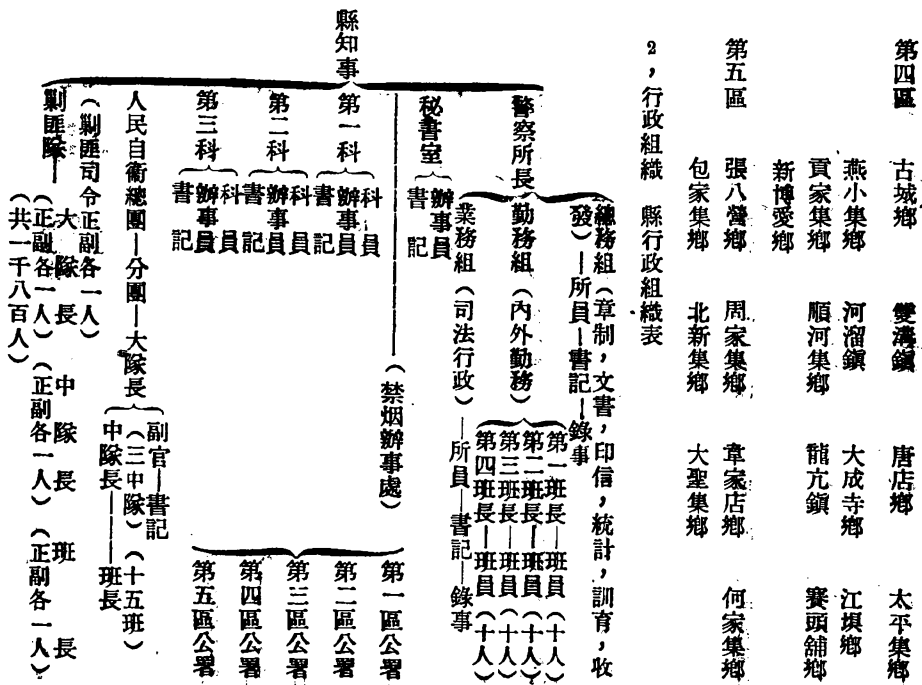 第四區 古城鄉 雙溝鎮 唐店鄉 太平集鄉
燕小集鄉 河溜鎮 大成寺鄉 江埧鄉
貢家集鄉 順河集鄉 龍亢鎮 賽頭舖鄉
新博愛鄉
第五區 張八營鄉 周家集鄉 章家店鄉 何家集鄉
包家集鄉 北新集鄉 大聖集鄉
2，行政組織 縣行政組織表
縣知事
警察所長
總務組（章制，文書，印信，統計，訓育，收
發）—所員—書記—錄事
勤務組（內外勤務）
第一班長—班員（十人）
第二班長—班員（十人）
第三班長—班員（十人）
第四班長—班員（十人）
業務組（司法行政）—所員—書記—錄事
秘書室
辦事員
書記
（禁烟辦事處）
第一區公署
第二區公署
第三區公署
第四區公署
第五區公署
第一科
科員
辦事員
書記
第二科
科員
辦事員
書記
第三科
科員
辦事員
書記
人民自衞總團—分團—大隊長
副官—書記
（三中隊）（十五班）
中隊長—班長
（剿匪司令正副各一人）
剿匪隊—大隊長 中隊長 班長
（正副各一人）（正副各一人）（正副各一人）
（共一千八百人）